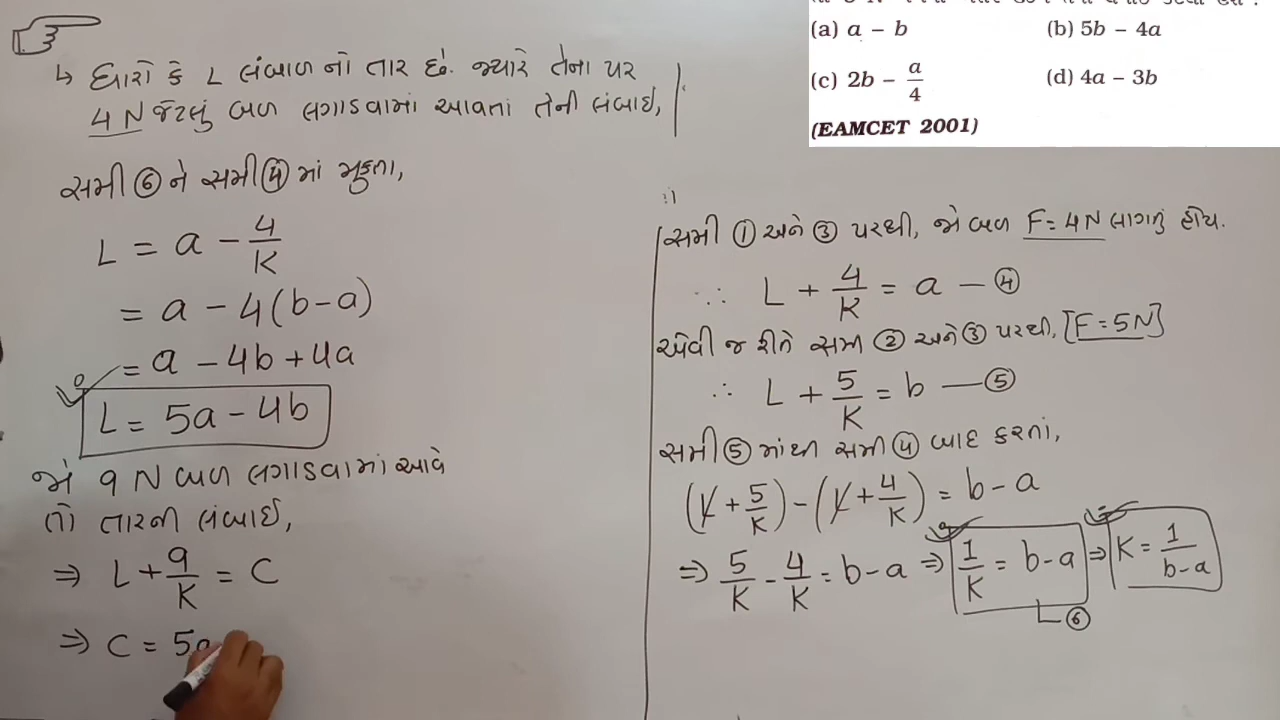 (a) a − b (b) 5b − 4a
(c) 2b − a/4 (d) 4a − 3b
(EAMCET 2001)
↳ ધારો કે L લંબાઈ નો તાર છે. જ્યારે તેના પર
4 N જેટલું બળ લગાડવામાં આવતાં તેની લંબાઈ,
સમી ⑥ ને સમી ④ માં મુકતા,
L = a − 4/K
= a − 4(b−a)
= a − 4b + 4a
L = 5a − 4b
જો 9 N બળ લગાડવામાં આવે
તો તારની લંબાઈ,
⇒ L + 9/K = C
⇒ C = 5a
સમી ① અને ③ પરથી, જો બળ F = 4N લાગતું હોય.
∴ L + 4/K = a — ④
એવી જ રીતે સમી ② અને ③ પરથી, [F = 5N]
∴ L + 5/K = b — ⑤
સમી ⑤ માંથી સમી ④ બાદ કરતાં,
(L + 5/K) − (L + 4/K) = b − a
⇒ 5/K − 4/K = b − a ⇒ 1/K = b − a ⇒ K = 1/(b−a)
⑥